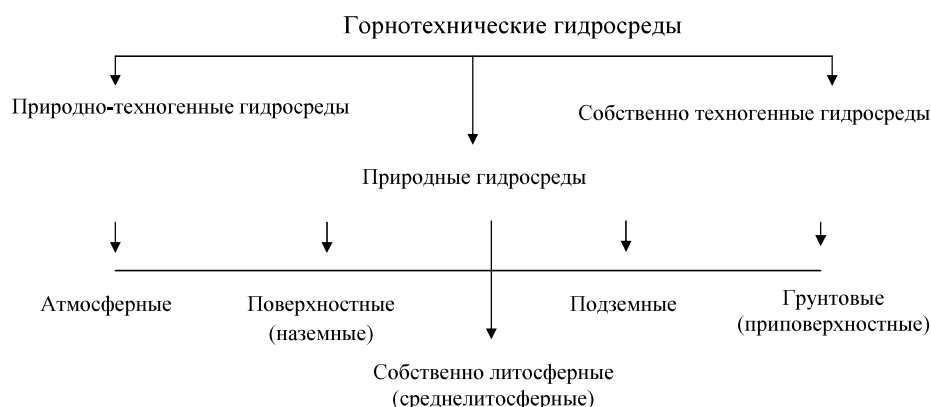 Горнотехнические гидросреды
Природно-техногенные гидросреды
Собственно техногенные гидросреды
Природные гидросреды
Атмосферные
Поверхностные
(наземные)
Подземные
Грунтовые
(приповерхностные)
Собственно литосферные
(среднелитосферные)